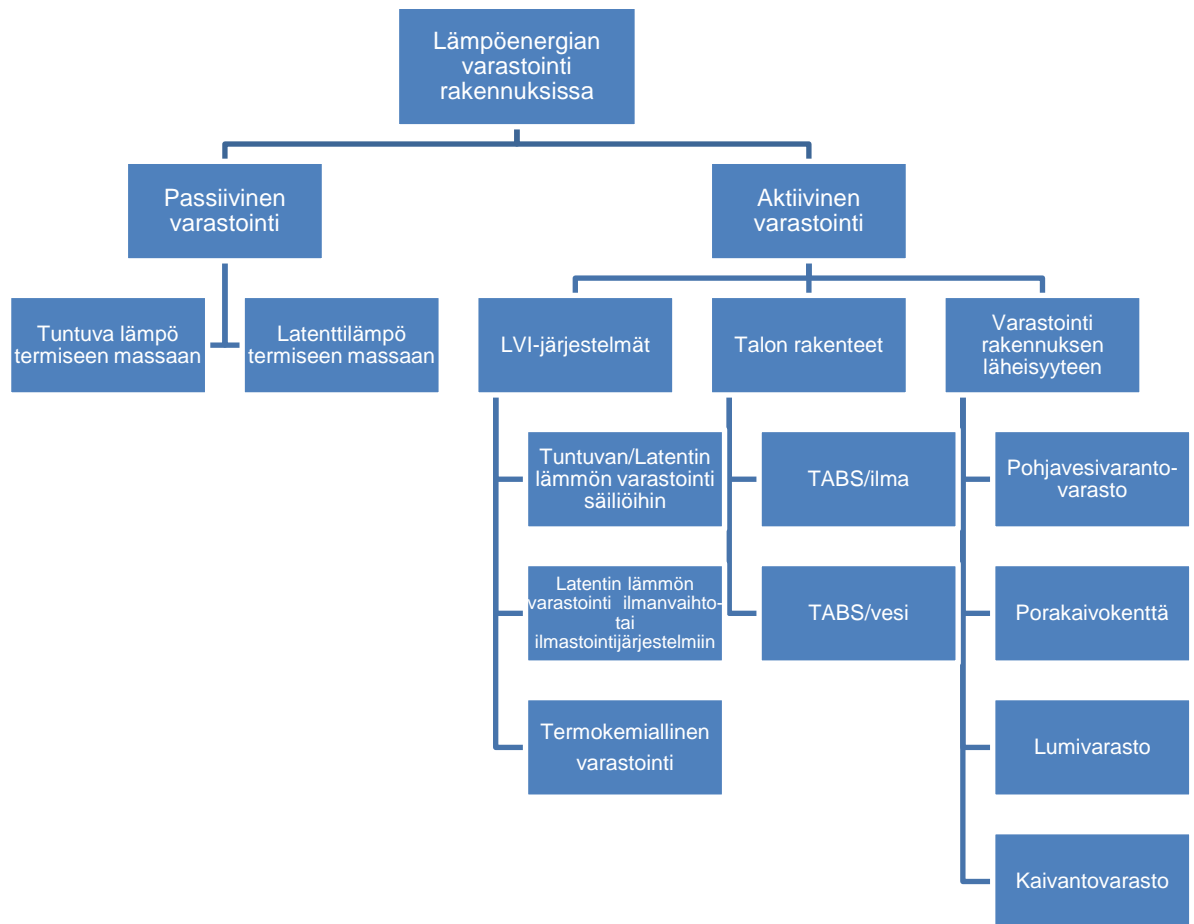 Lämpöenergian
varastointi
rakennuksissa
Passiivinen
varastointi
Aktiivinen
varastointi
Tuntuva lämpö
termiseen massaan
Latenttilämpö
termiseen massaan
LVI-järjestelmät
Talon rakenteet
Varastointi
rakennuksen
läheisyyteen
Tuntuvan/Latentin
lämmön varastointi
säiliöihin
TABS/ilma
Pohjavesivaranto-
varasto
Latentin lämmön
varastointi ilmanvaihto-
tai
ilmastointijärjestelmiin
TABS/vesi
Porakaivokenttä
Termokemiallinen
varastointi
Lumivarasto
Kaivantovarasto